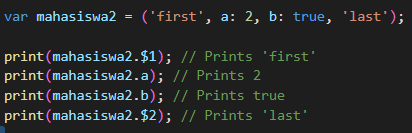 var mahasiswa2 = ('first', a: 2, b: true, 'last');
print(mahasiswa2.$1); // Prints 'first'
print(mahasiswa2.a); // Prints 2
print(mahasiswa2.b); // Prints true
print(mahasiswa2.$2); // Prints 'last'